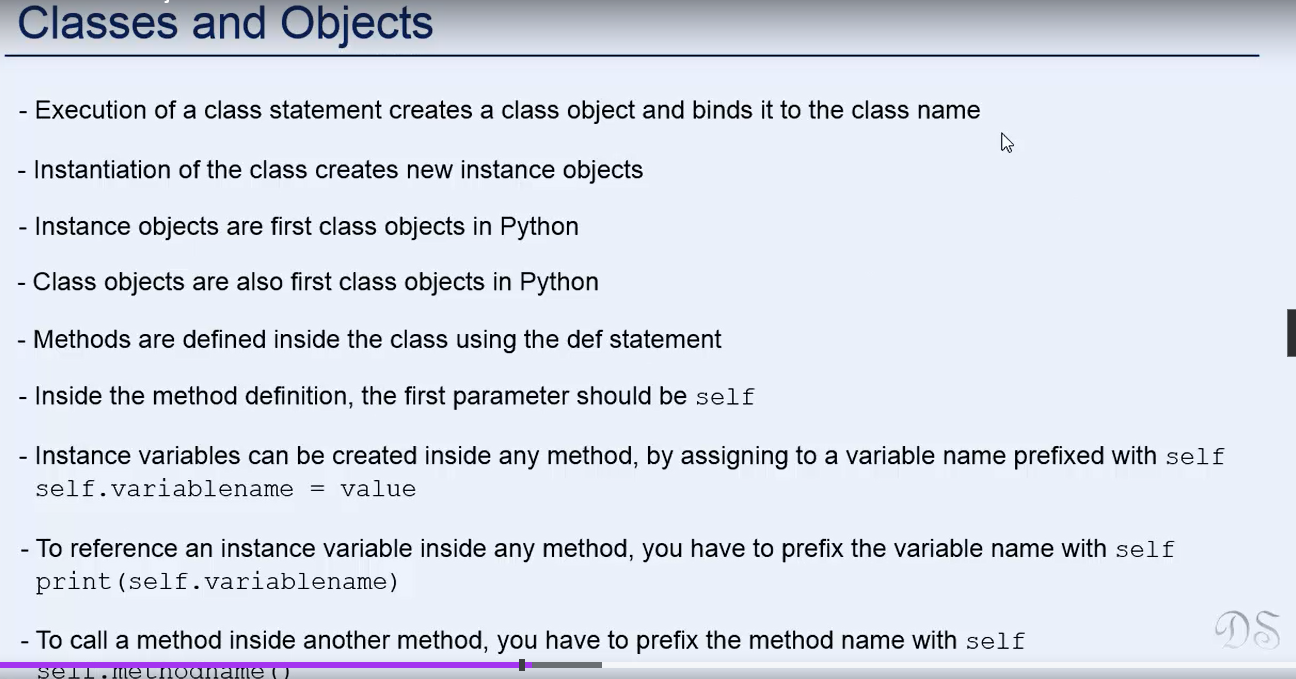 Classes and Objects
- Execution of a class statement creates a class object and binds it to the class name
- Instantiation of the class creates new instance objects
- Instance objects are first class objects in Python
- Class objects are also first class objects in Python
- Methods are defined inside the class using the def statement
- Inside the method definition, the first parameter should be self
- Instance variables can be created inside any method, by assigning to a variable name prefixed with self
self.variablename = value
- To reference an instance variable inside any method, you have to prefix the variable name with self
print(self.variablename)
- To call a method inside another method, you have to prefix the method name with self
self.methodname()
DS